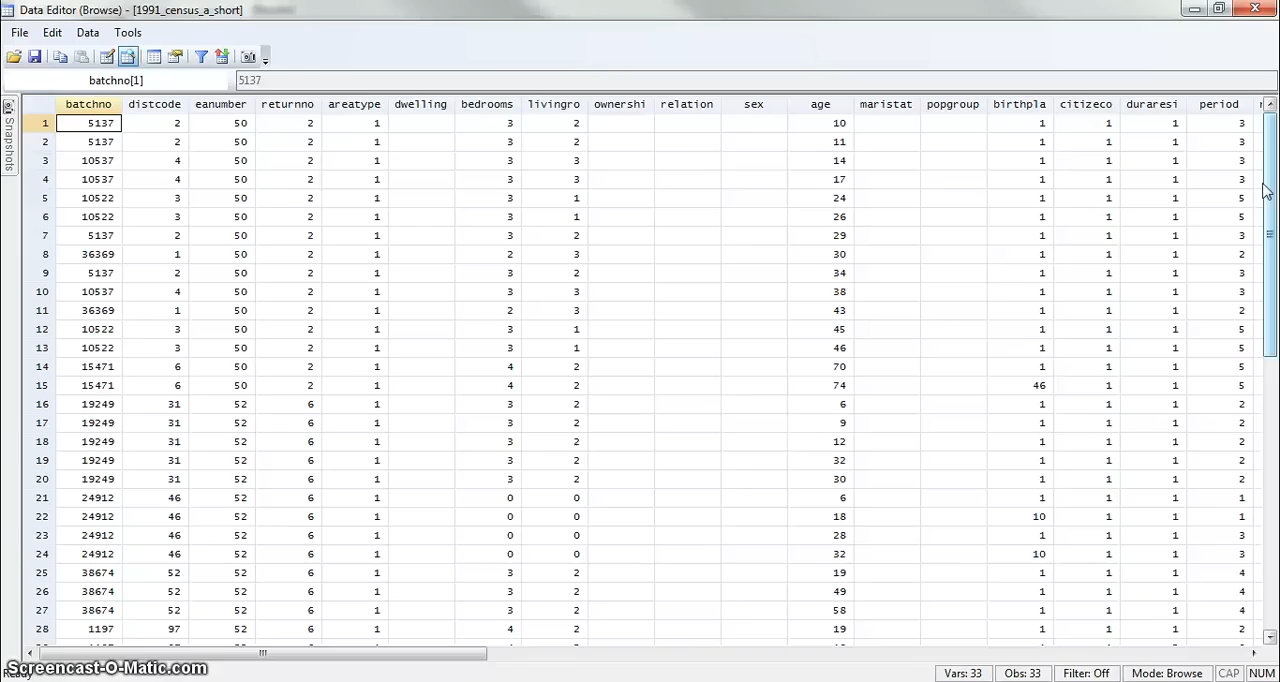 Data Editor (Browse) - [1991_census_a_short]
File Edit Data Tools
batchno[1] 5137
Snapshots
batchno distcode eanumber returnno areatype dwelling bedrooms livingro ownershi relation sex age maristat popgroup birthpla citizeco duraresi period
1 5137 2 50 2 1 3 2 10 1 1 1 3
2 5137 2 50 2 1 3 2 11 1 1 1 3
3 10537 4 50 2 1 3 3 14 1 1 1 3
4 10537 4 50 2 1 3 3 17 1 1 1 3
5 10522 3 50 2 1 3 1 24 1 1 1 5
6 10522 3 50 2 1 3 1 26 1 1 1 5
7 5137 2 50 2 1 3 2 29 1 1 1 3
8 36369 1 50 2 1 2 3 30 1 1 1 2
9 5137 2 50 2 1 3 2 34 1 1 1 3
10 10537 4 50 2 1 3 3 38 1 1 1 3
11 36369 1 50 2 1 2 3 43 1 1 1 2
12 10522 3 50 2 1 3 1 45 1 1 1 5
13 10522 3 50 2 1 3 1 46 1 1 1 5
14 15471 6 50 2 1 4 2 70 1 1 1 5
15 15471 6 50 2 1 4 2 74 46 1 1 5
16 19249 31 52 6 1 3 2 6 1 1 1 2
17 19249 31 52 6 1 3 2 9 1 1 1 2
18 19249 31 52 6 1 3 2 12 1 1 1 2
19 19249 31 52 6 1 3 2 32 1 1 1 2
20 19249 31 52 6 1 3 2 30 1 1 1 2
21 24912 46 52 6 1 0 0 6 1 1 1 1
22 24912 46 52 6 1 0 0 18 10 1 1 1
23 24912 46 52 6 1 0 0 28 1 1 1 3
24 24912 46 52 6 1 0 0 32 10 1 1 3
25 38674 52 52 6 1 3 2 19 1 1 1 4
26 38674 52 52 6 1 3 2 49 1 1 1 4
27 38674 52 52 6 1 3 2 58 1 1 1 4
28 1197 97 52 6 1 4 2 19 1 1 1 2
Screencast-O-Matic.com
Vars: 33 Obs: 33 Filter: Off Mode: Browse CAP NUM